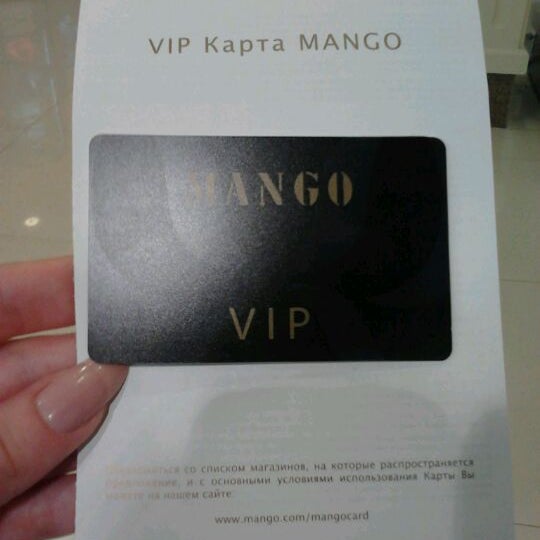 VIP Карта MANGO
MANGO
VIP
со списком магазинов, на которые распространяется
и с основными условиями использования Карты Вы
можете на нашем сайте:
www.mango.com/mangocard